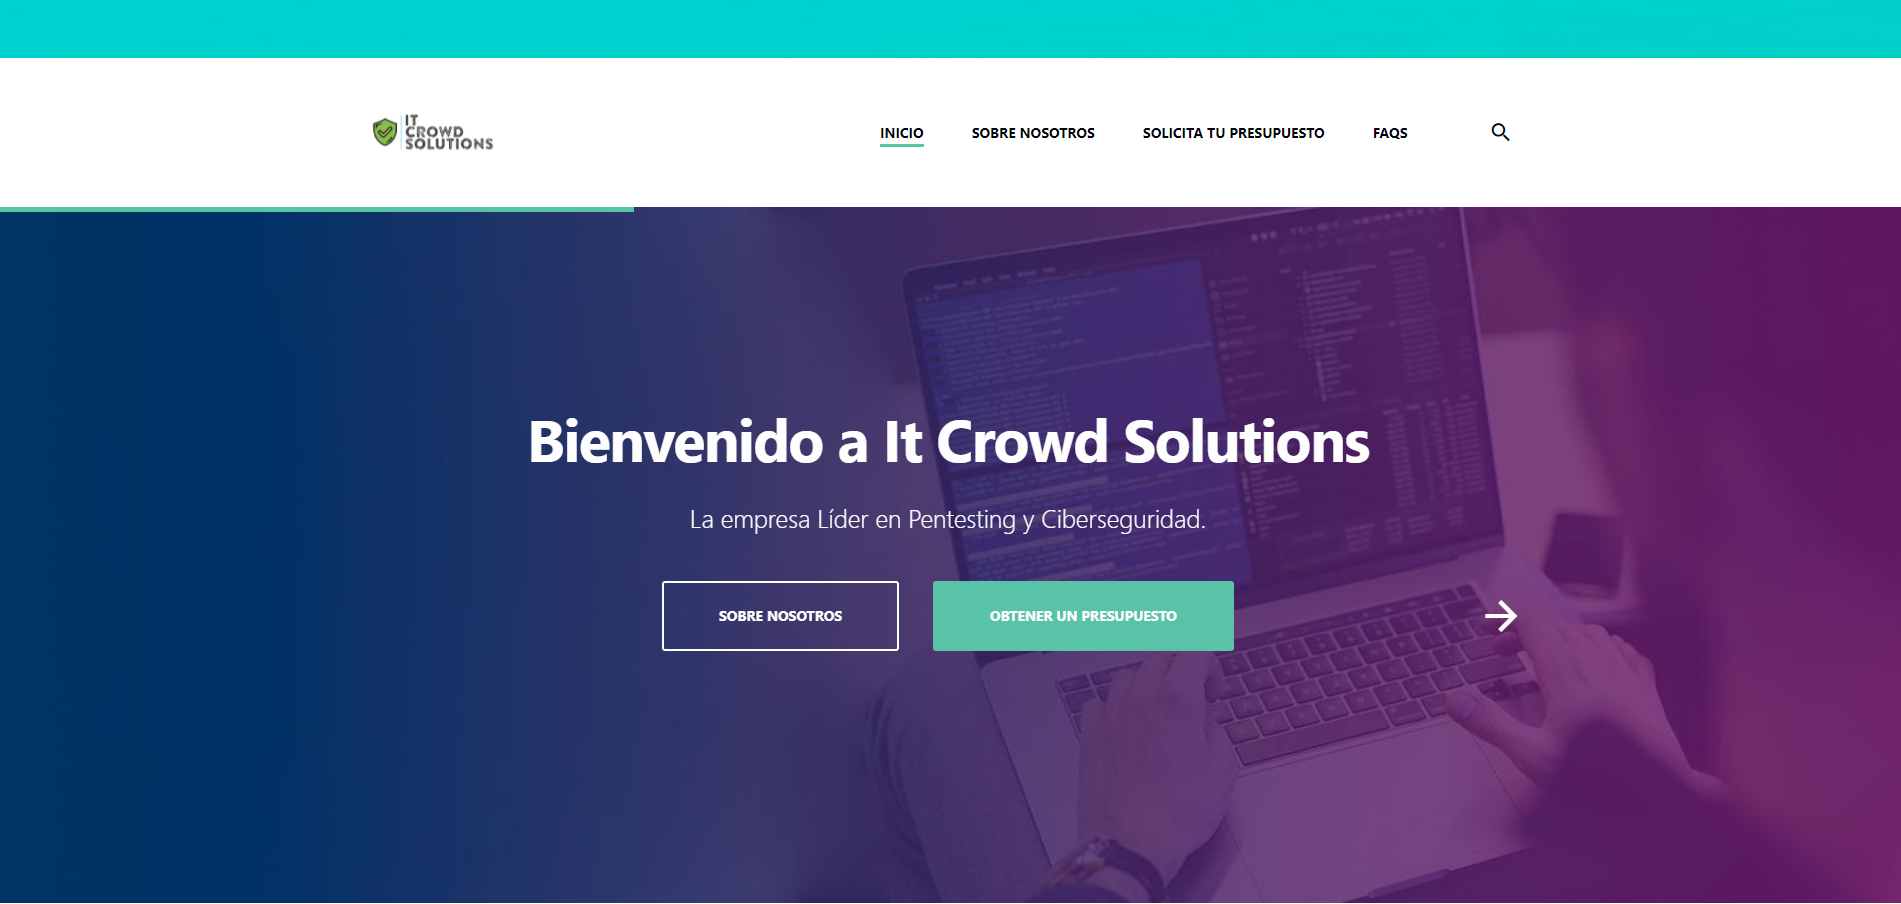 IT
CROWD
SOLUTIONS
INICIO SOBRE NOSOTROS SOLICITA TU PRESUPUESTO FAQS
Bienvenido a It Crowd Solutions
La empresa Líder en Pentesting y Ciberseguridad.
SOBRE NOSOTROS OBTENER UN PRESUPUESTO